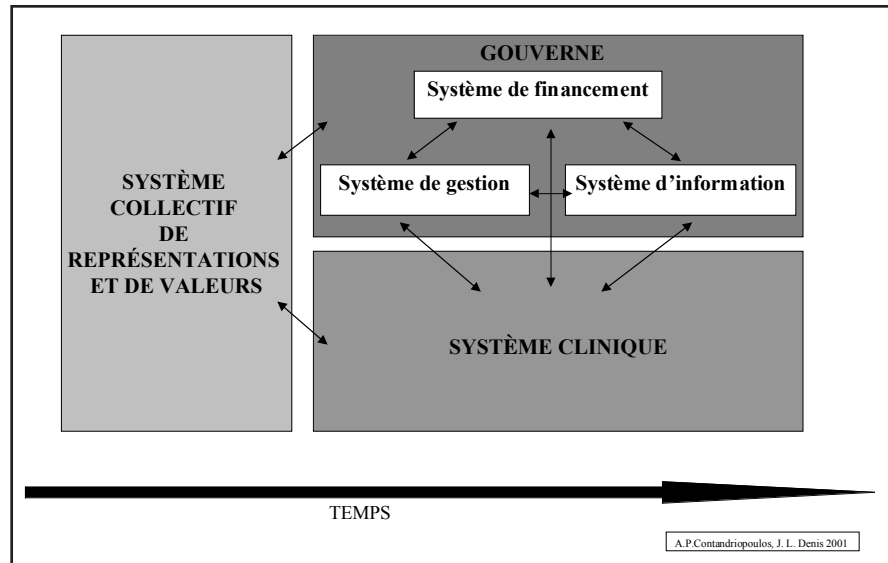 GOUVERNE
Système de financement
Système de gestion
Système d'information
SYSTÈME
COLLECTIF
DE
REPRÉSENTATIONS
ET DE VALEURS
SYSTÈME CLINIQUE
TEMPS
A.P.Contandriopoulos, J. L. Denis 2001